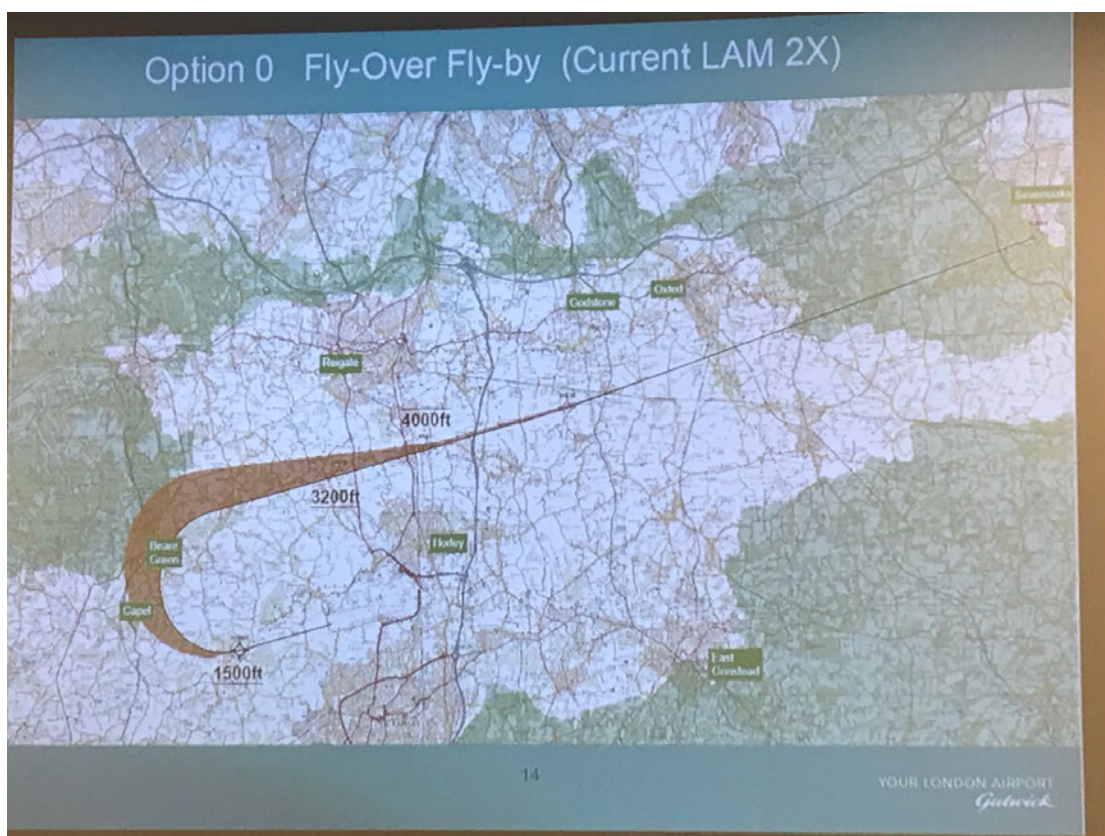 Option 0 Fly-Over Fly-by (Current LAM 2X)
Sevenoaks
Oxted
Godstone
Reigate
4000ft
3200ft
Horley
Beare
Green
Capel
1500ft
East
Grinstead
14
YOUR LONDON AIRPORT
Gatwick